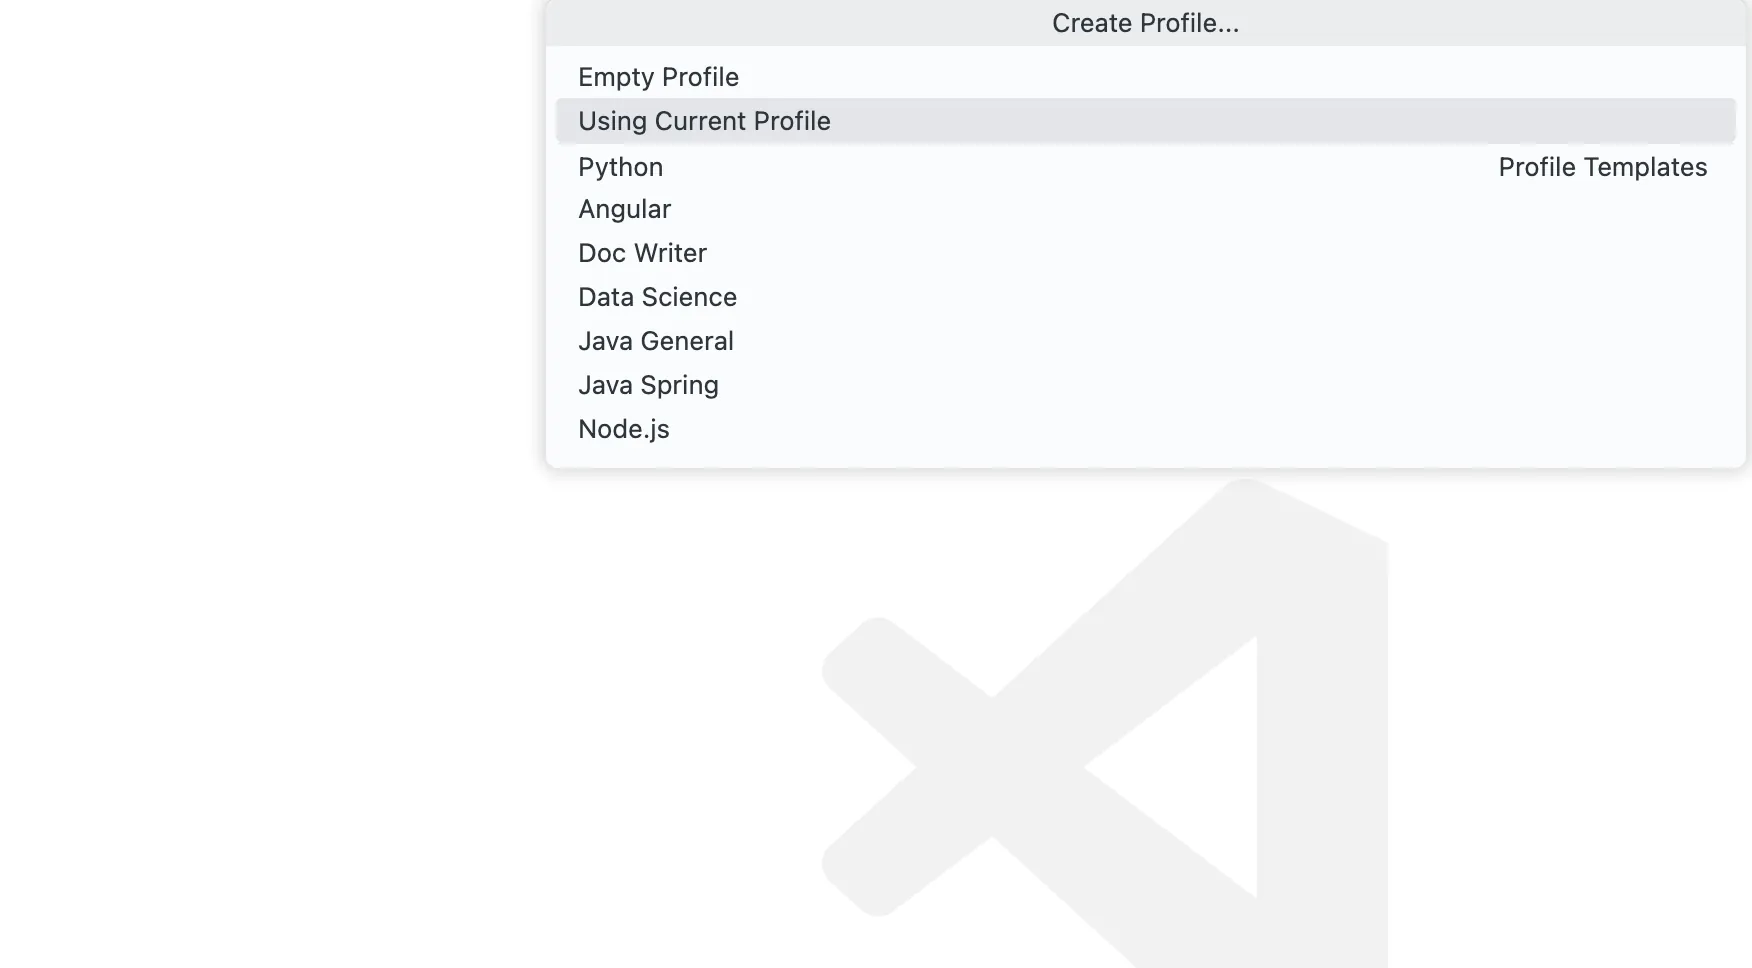 Create Profile...
Empty Profile
Using Current Profile
Python Profile Templates
Angular
Doc Writer
Data Science
Java General
Java Spring
Node.js